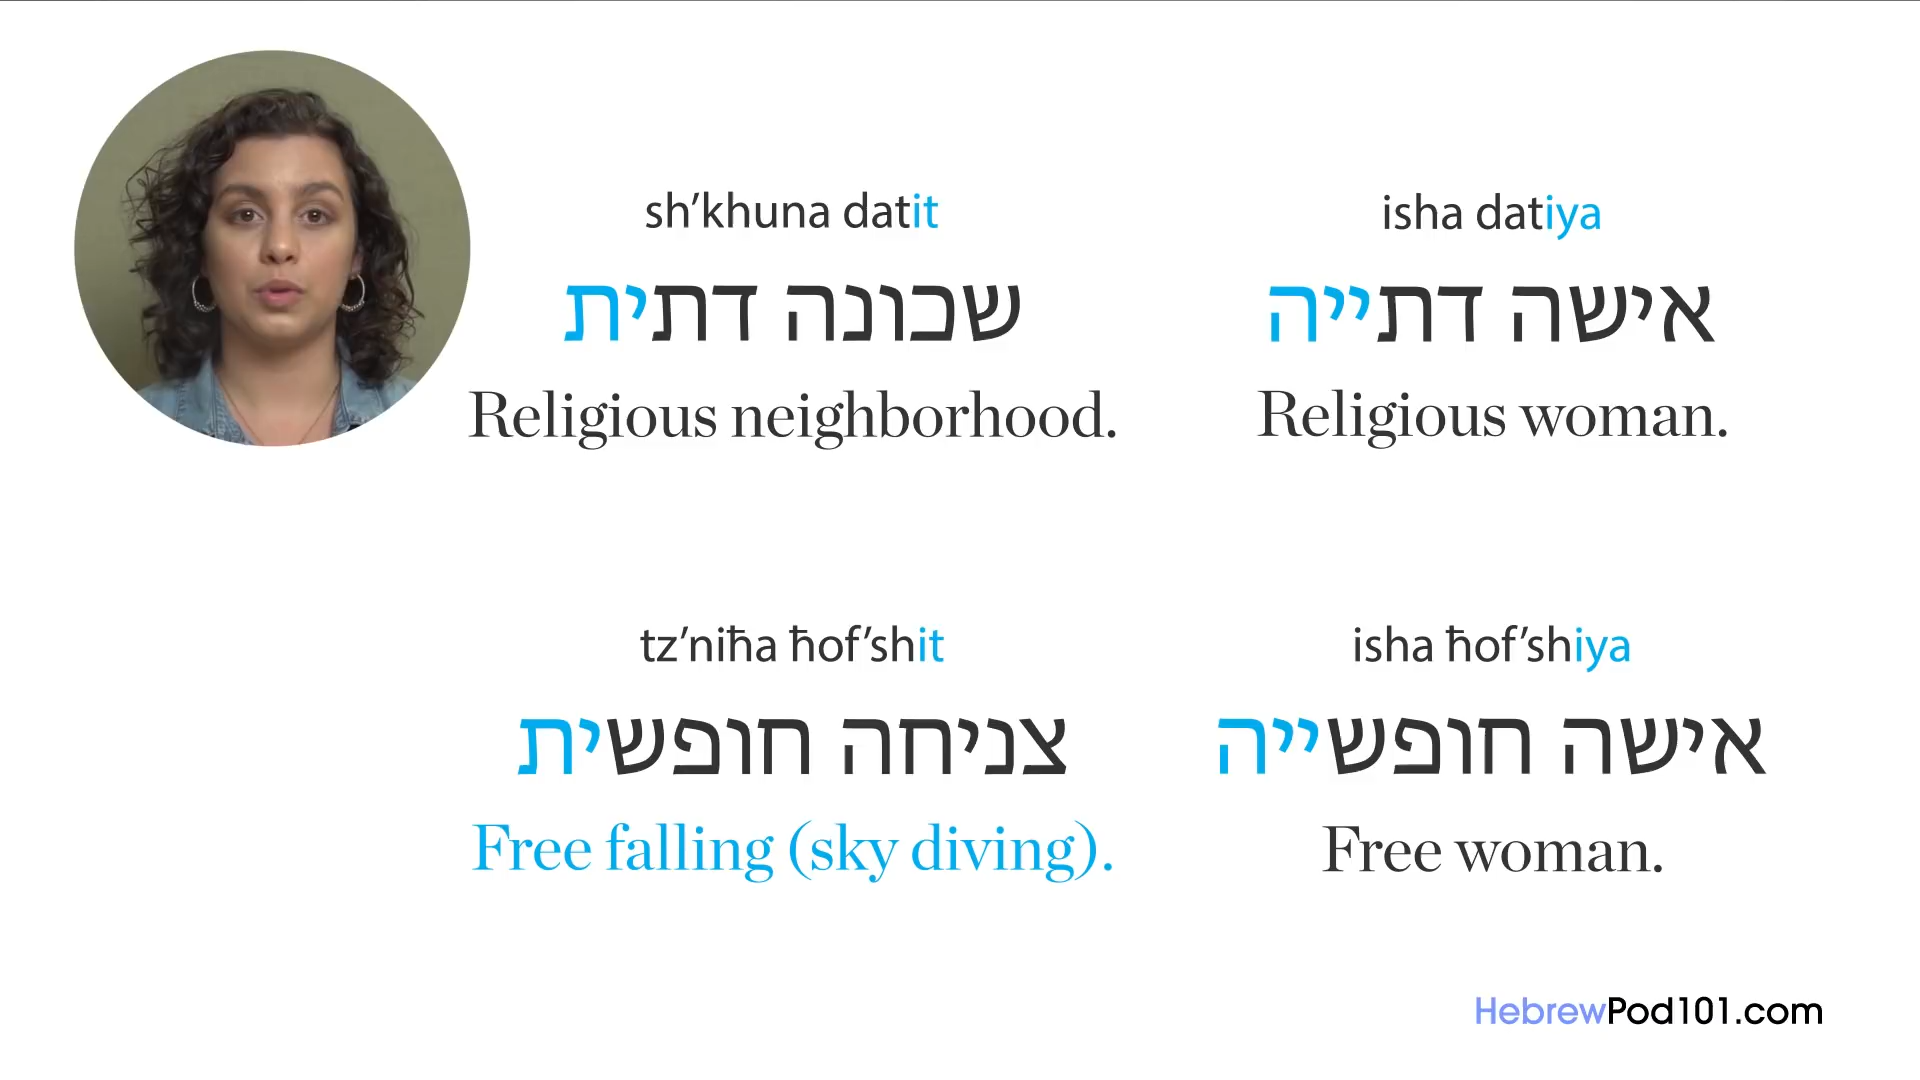 sh’khuna datit
שכונה דתית
Religious neighborhood.
isha datiya
אישה דתייה
Religious woman.
tz’niħa ħof’shit
צניחה חופשית
Free falling (sky diving).
isha ħof’shiya
אישה חופשייה
Free woman.
HebrewPod101.com